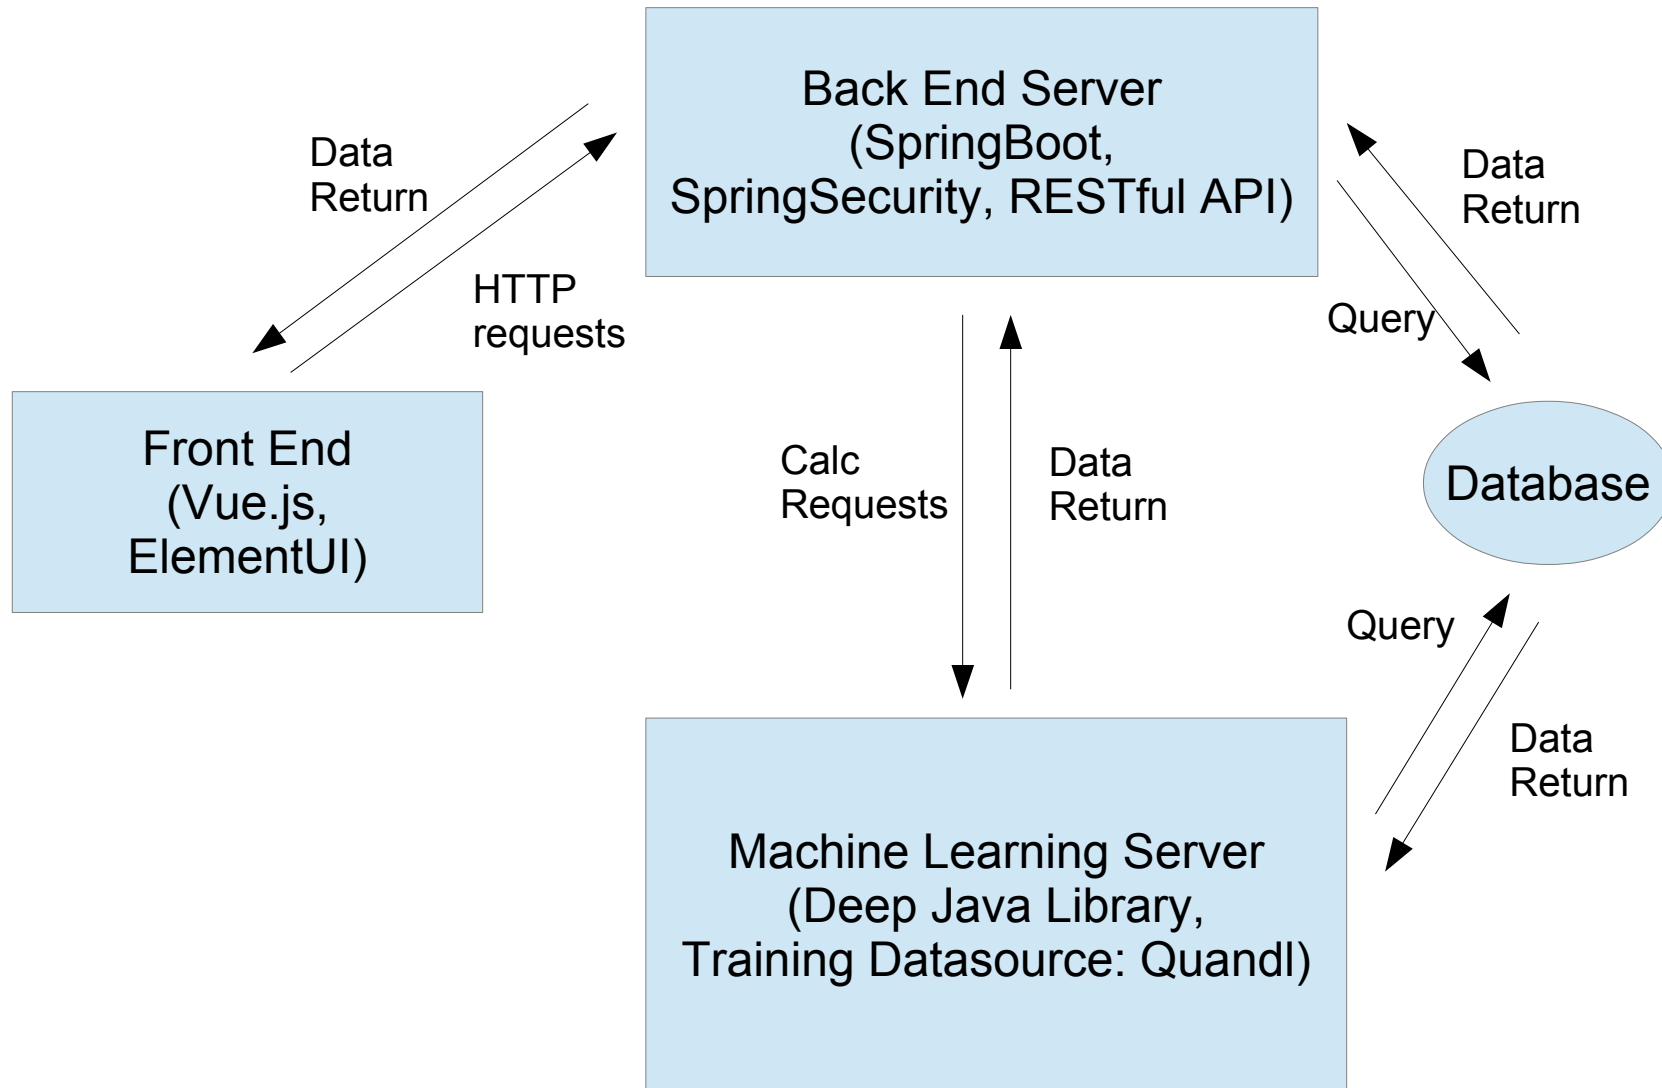 Back End Server
(SpringBoot,
SpringSecurity, RESTful API)
Data
Return
HTTP
requests
Data
Return
Query
Front End
(Vue.js,
ElementUI)
Calc
Requests
Data
Return
Database
Query
Data
Return
Machine Learning Server
(Deep Java Library,
Training Datasource: Quandl)